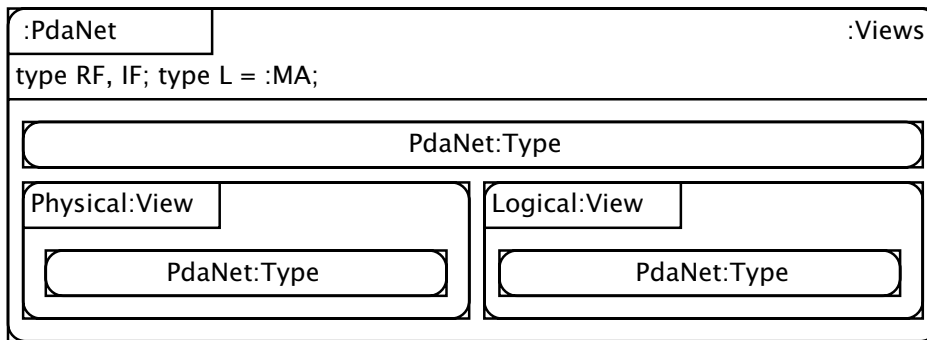 :PdaNet :Views
type RF, IF; type L = :MA;
PdaNet:Type
Physical:View Logical:View
PdaNet:Type PdaNet:Type